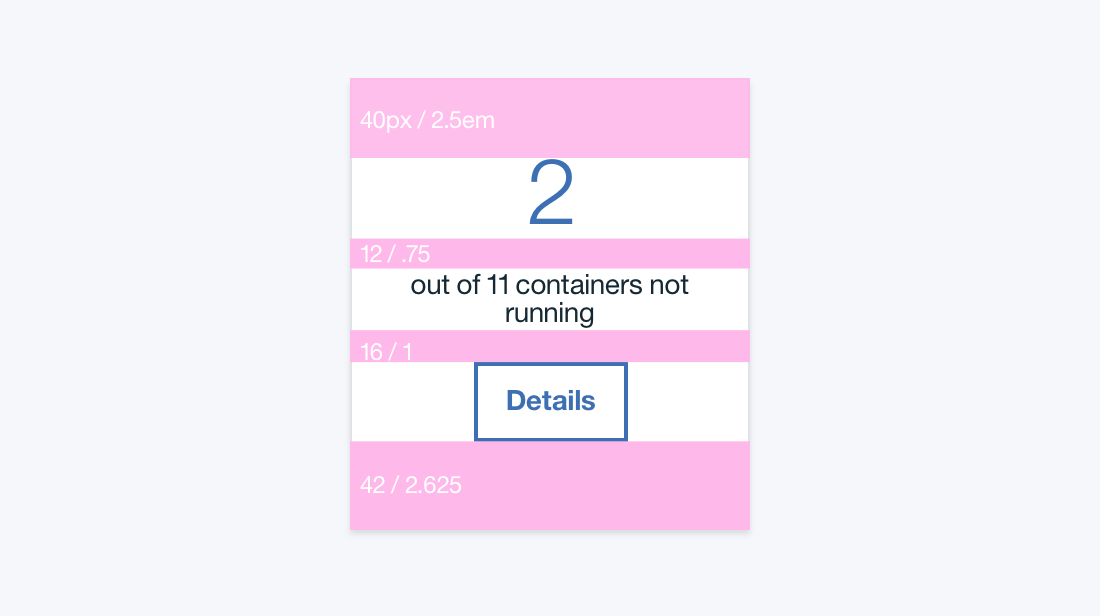 40px / 2.5em
2
12 / .75
out of 11 containers not
running
16 / 1
Details
42 / 2.625